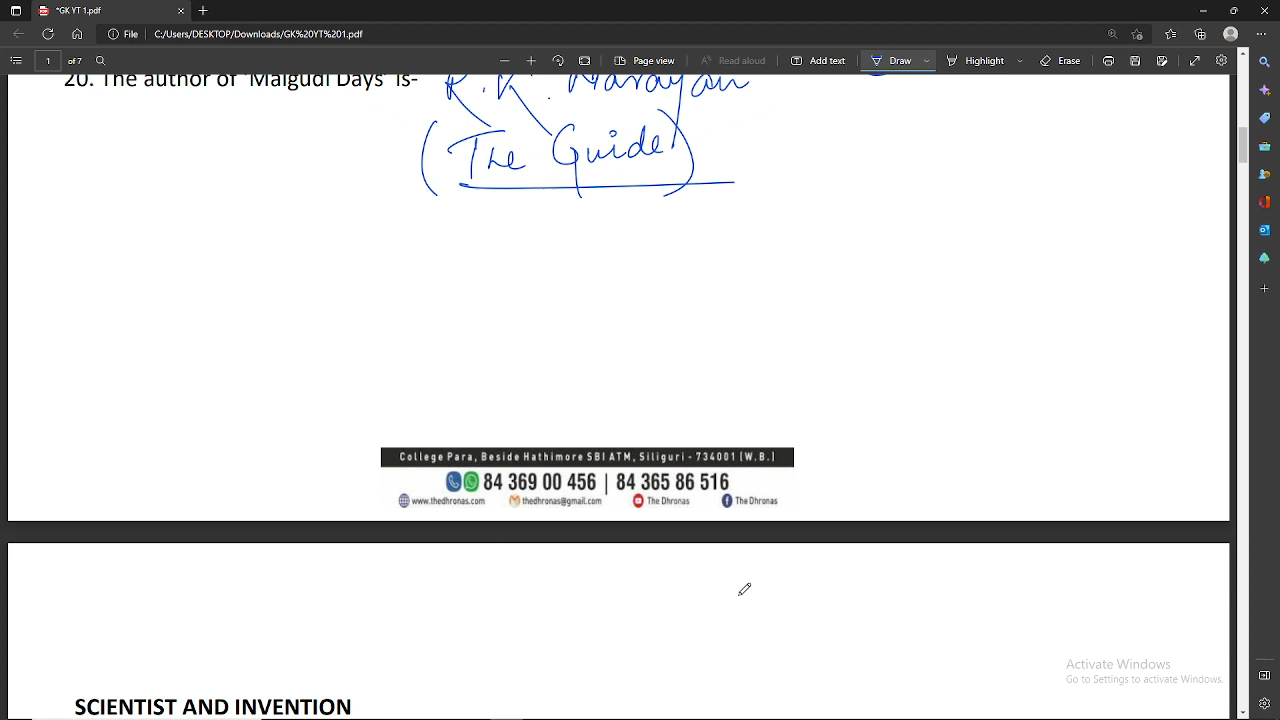 *GK YT 1.pdf
File
C:/Users/DESKTOP/Downloads/GK%20YT%201.pdf
1
Page view
Read aloud
Add text
Draw
Highlight
20. The author of 'Malgudi Days' is-
R. K. Narayan
(The Guide)
College Para, Beside Hathimore SBI ATM, Siliguri - 734001 (W.B.)
84 369 00 456 | 84 365 86 516
www.thedhronas.com thedhronas@gmail.com The Dhronas The Dhronas
Activate Windows
Go to Settings to activate Windows.
SCIENTIST AND INVENTION